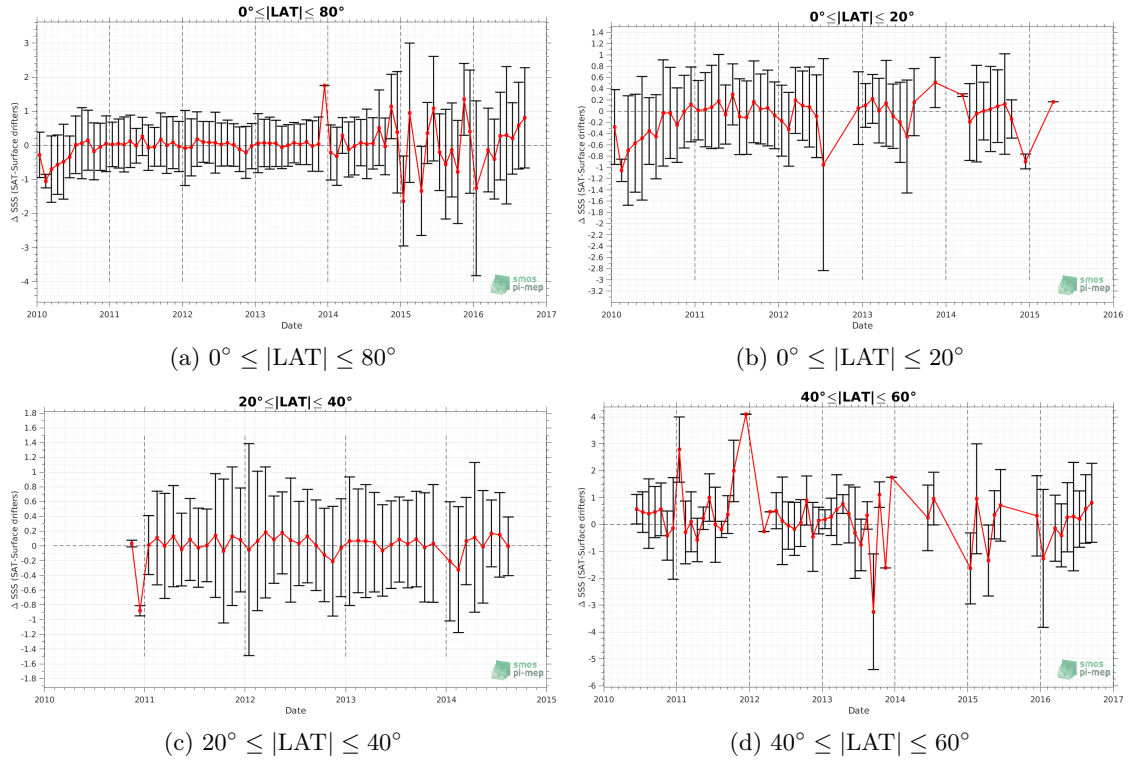 0°≤|LAT|≤ 80°
Δ SSS (SAT-Surface drifters)
3
2
1
0
-1
-2
-3
-4
2010 2011 2012 2013 2014 2015 2016 2017
Date
smos
pi-mep
(a) 0° ≤ |LAT| ≤ 80°
0°≤|LAT|≤ 20°
Δ SSS (SAT-Surface drifters)
1.4
1.2
1
0.8
0.6
0.4
0.2
0
-0.2
-0.4
-0.6
-0.8
-1
-1.2
-1.4
-1.6
-1.8
-2
-2.2
-2.4
-2.6
-2.8
-3
-3.2
2010 2011 2012 2013 2014 2015 2016
Date
smos
pi-mep
(b) 0° ≤ |LAT| ≤ 20°
20°≤|LAT|≤ 40°
Δ SSS (SAT-Surface drifters)
1.8
1.6
1.4
1.2
1
0.8
0.6
0.4
0.2
0
-0.2
-0.4
-0.6
-0.8
-1
-1.2
-1.4
-1.6
-1.8
2010 2011 2012 2013 2014 2015
Date
smos
pi-mep
(c) 20° ≤ |LAT| ≤ 40°
40°≤|LAT|≤ 60°
Δ SSS (SAT-Surface drifters)
4
3
2
1
0
-1
-2
-3
-4
-5
-6
2010 2011 2012 2013 2014 2015 2016 2017
Date
smos
pi-mep
(d) 40° ≤ |LAT| ≤ 60°